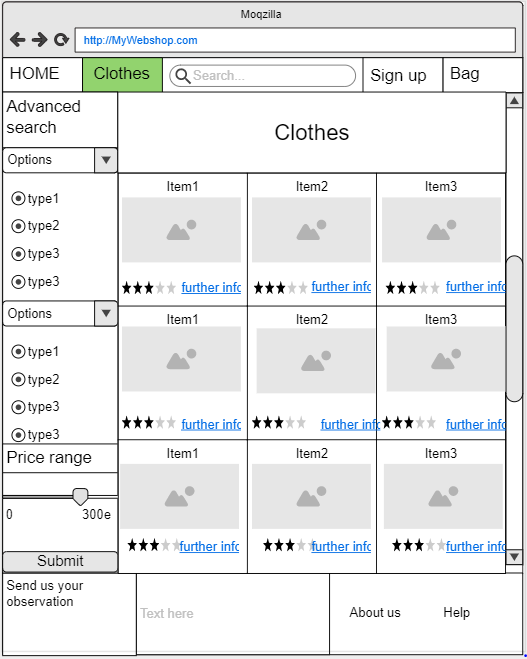 Moqzilla
http://MyWebshop.com
HOME
Clothes
Search...
Sign up
Bag
Advanced
search
Options
type1
type2
type3
type3
Options
type1
type2
type3
type3
Price range
0
300e
Submit
Clothes
Item1
Item2
Item3
further info
further info
further info
Item1
Item2
Item3
further info
further info
further info
Item1
Item2
Item3
further info
further info
further info
Send us your
observation
Text here
About us
Help